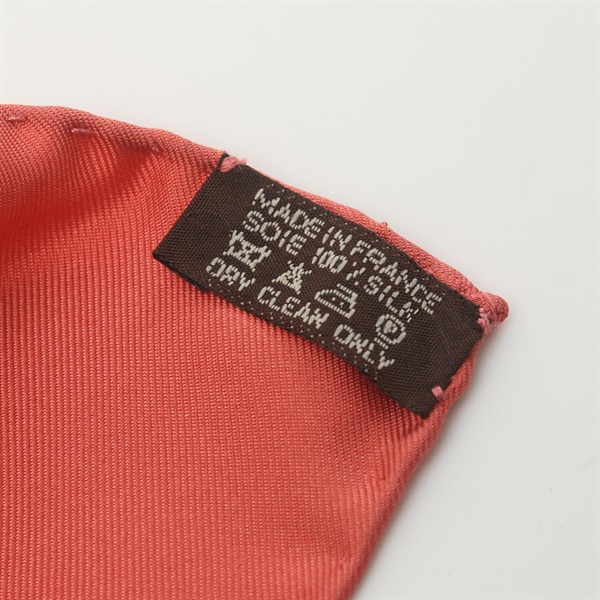 MADE IN FRANCE
SOIE 100% SILK
P
DRY CLEAN ONLY